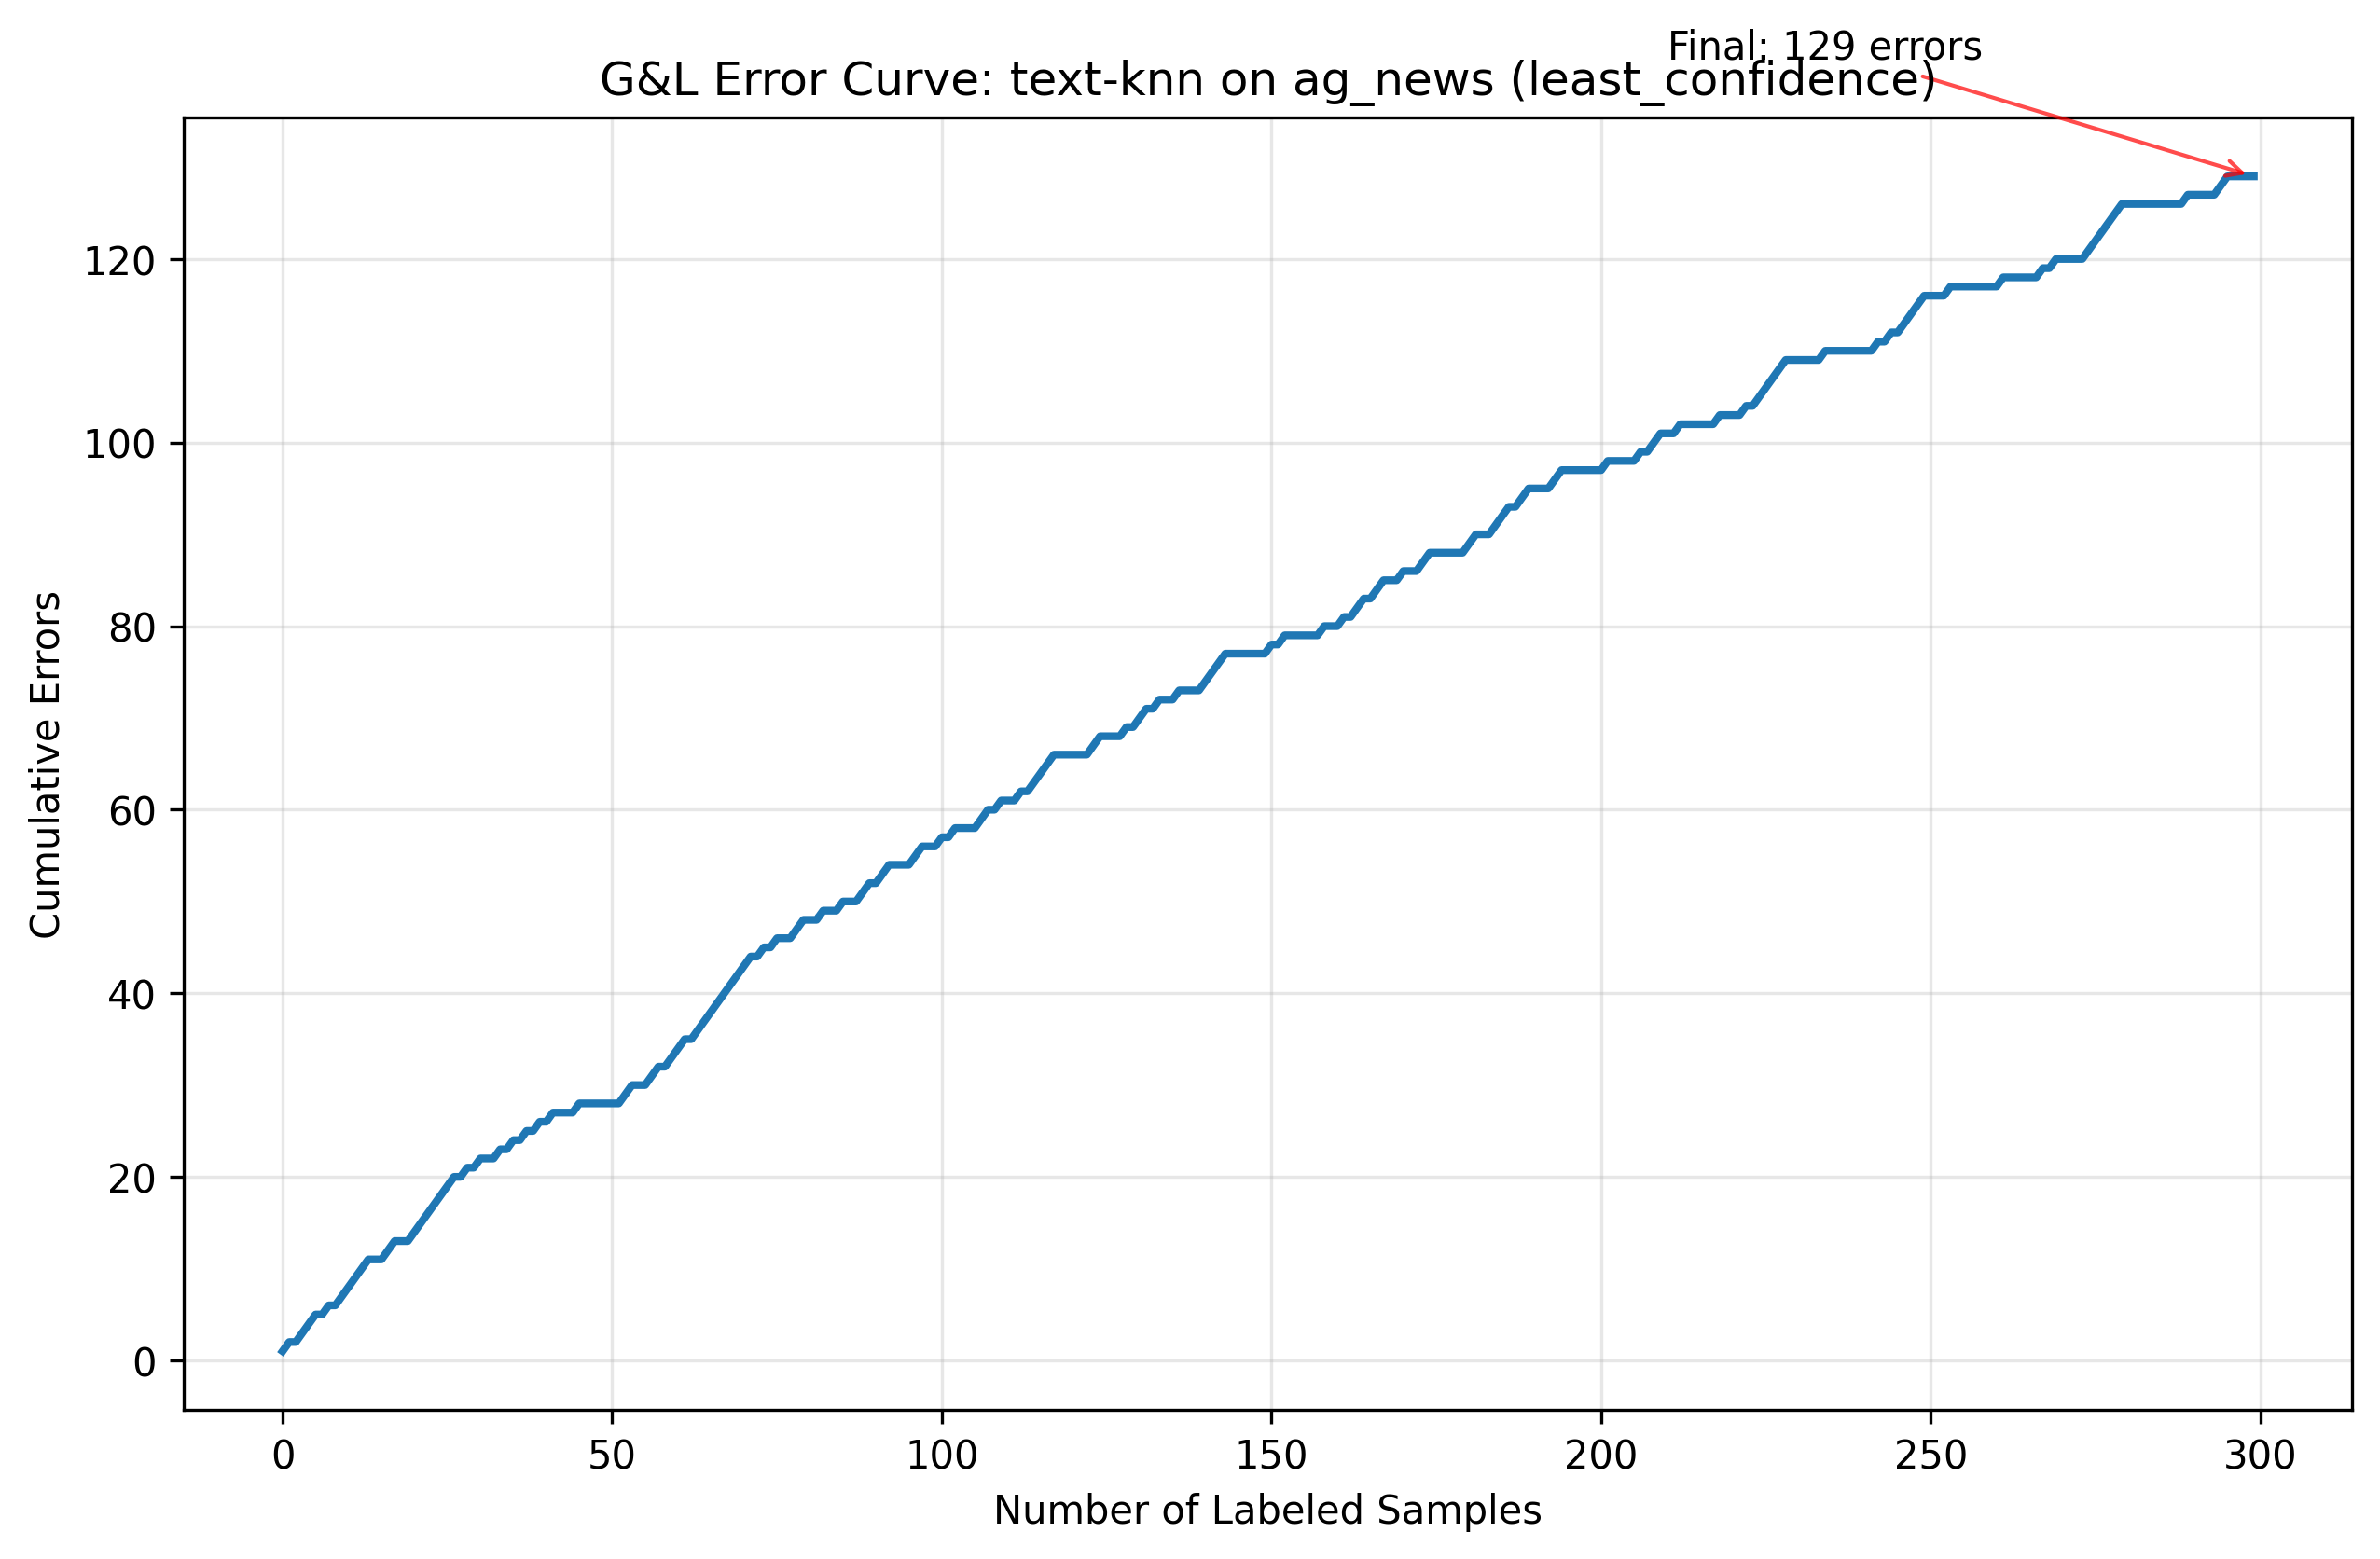 Final: 129 errors
G&L Error Curve: text-knn on ag_news (least_confidence)
Cumulative Errors
120
100
80
60
40
20
0
0 50 100 150 200 250 300
Number of Labeled Samples